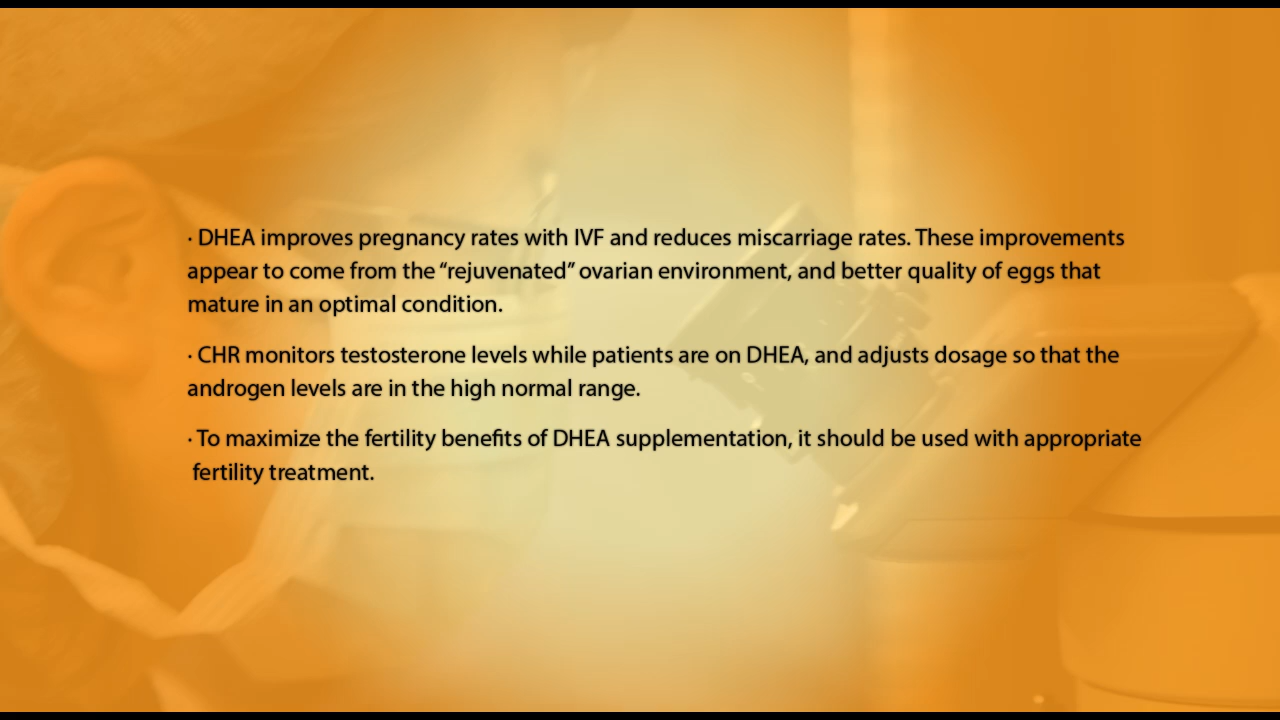 · DHEA improves pregnancy rates with IVF and reduces miscarriage rates. These improvements
appear to come from the “rejuvenated” ovarian environment, and better quality of eggs that
mature in an optimal condition.
· CHR monitors testosterone levels while patients are on DHEA, and adjusts dosage so that the
androgen levels are in the high normal range.
· To maximize the fertility benefits of DHEA supplementation, it should be used with appropriate
fertility treatment.